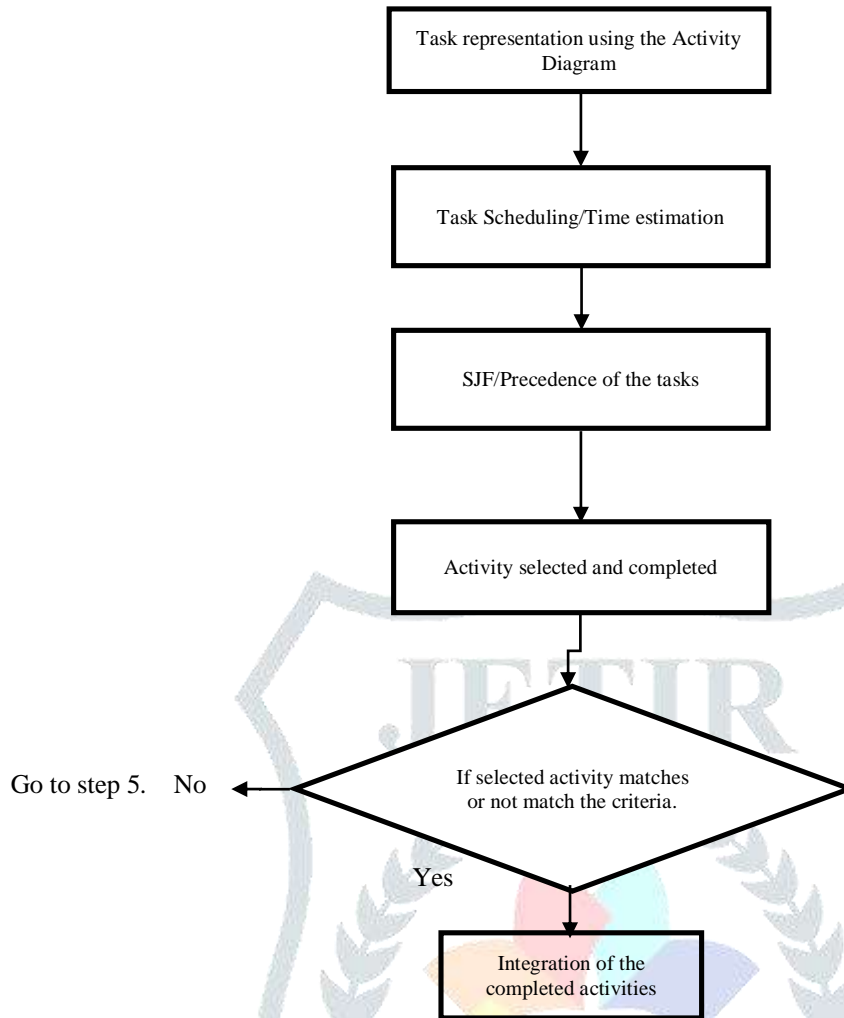 Task representation using the Activity
Diagram
Task Scheduling/Time estimation
SJF/Precedence of the tasks
Activity selected and completed
JETIR
If selected activity matches
or not match the criteria.
Go to step 5. No
Yes
Integration of the
completed activities